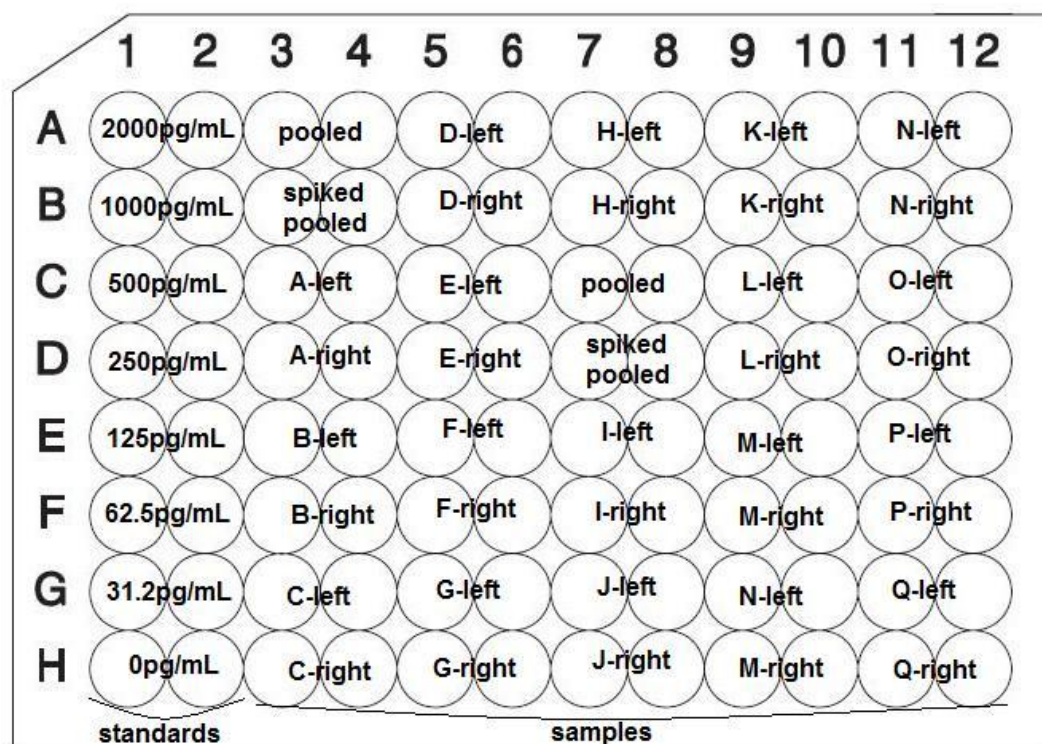 1 2 3 4 5 6 7 8 9 10 11 12
A 2000pg/mL pooled D-left H-left K-left N-left
B 1000pg/mL spiked pooled D-right H-right K-right N-right
C 500pg/mL A-left E-left pooled L-left O-left
D 250pg/mL A-right E-right spiked pooled L-right O-right
E 125pg/mL B-left F-left I-left M-left P-left
F 62.5pg/mL B-right F-right I-right M-right P-right
G 31.2pg/mL C-left G-left J-left N-left Q-left
H 0pg/mL C-right G-right J-right M-right Q-right
standards samples